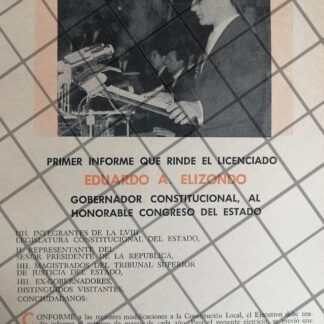 PRIMER INFORME QUE RINDE EL LICENCIADO
EDUARDO A. ELIZONDO
GOBERNADOR CONSTITUCIONAL, AL
HONORABLE CONGRESO DEL ESTADO
HH. INTEGRANTES DE LA LVIII
LEGISLATURA CONSTITUCIONAL DEL ESTADO,
H. REPRESENTANTE DEL
SEÑOR PRESIDENTE DE LA REPUBLICA,
HH. MAGISTRADOS DEL TRIBUNAL SUPERIOR
DE JUSTICIA DEL ESTADO,
HH. EX-GOBERNADORES,
DISTINGUIDOS VISITANTES,
CONCIUDADANOS:
CONFORME a las recientes modificaciones a la Constitución Local, el Ejecutivo debe